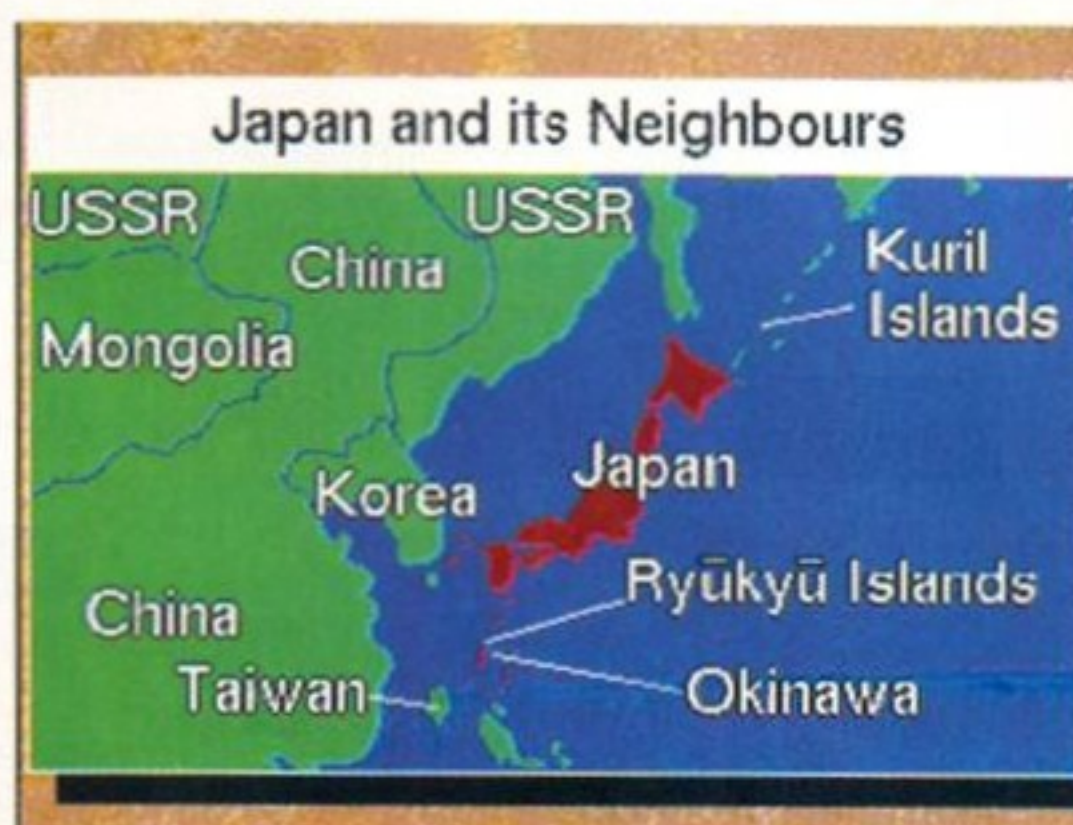 Japan and its Neighbours
USSR
USSR
China
Kuril
Islands
Mongolia
Japan
Korea
Ryūkyū Islands
China
Taiwan
Okinawa